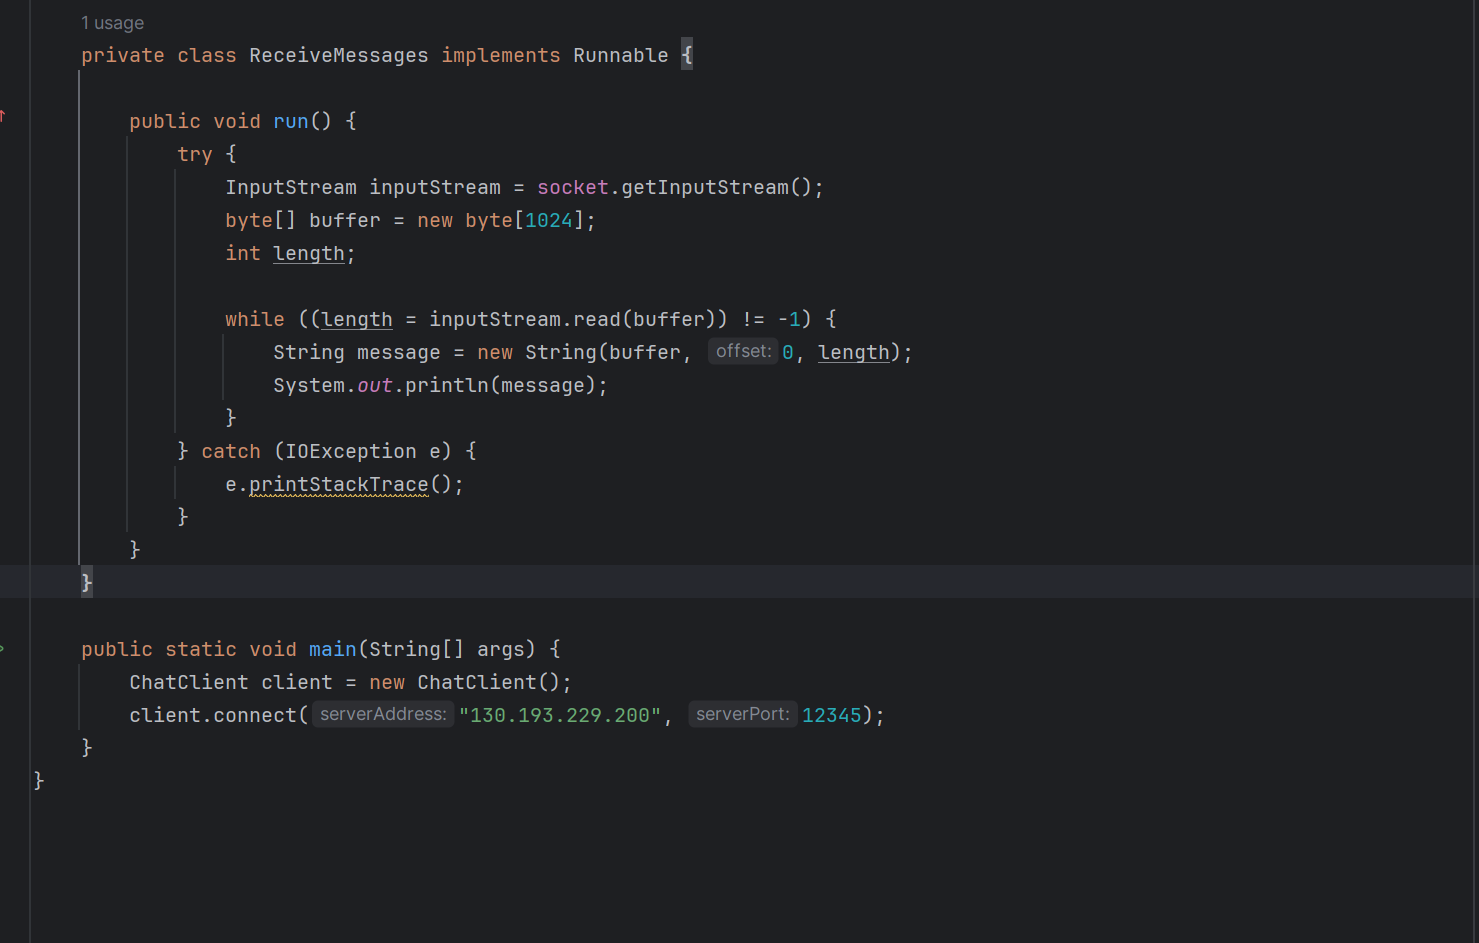 1 usage
private class ReceiveMessages implements Runnable {
public void run() {
try {
InputStream inputStream = socket.getInputStream();
byte[] buffer = new byte[1024];
int length;
while ((length = inputStream.read(buffer)) != -1) {
String message = new String(buffer, offset: 0, length);
System.out.println(message);
}
} catch (IOException e) {
e.printStackTrace();
}
}
}
public static void main(String[] args) {
ChatClient client = new ChatClient();
client.connect( serverAddress: "130.193.229.200", serverPort: 12345);
}
}